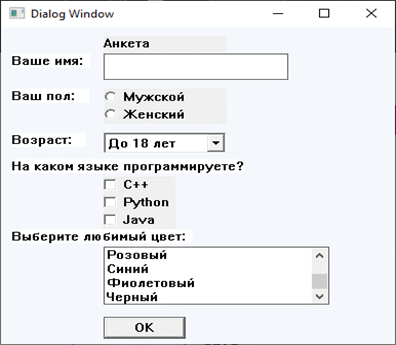 Dialog Window
Анкета
Ваше имя:
Ваш пол:
Мужской
Женский
Возраст:
До 18 лет
На каком языке программируете?
C++
Python
Java
Выберите любимый цвет:
Розовый
Синий
Фиолетовый
Черный
OK